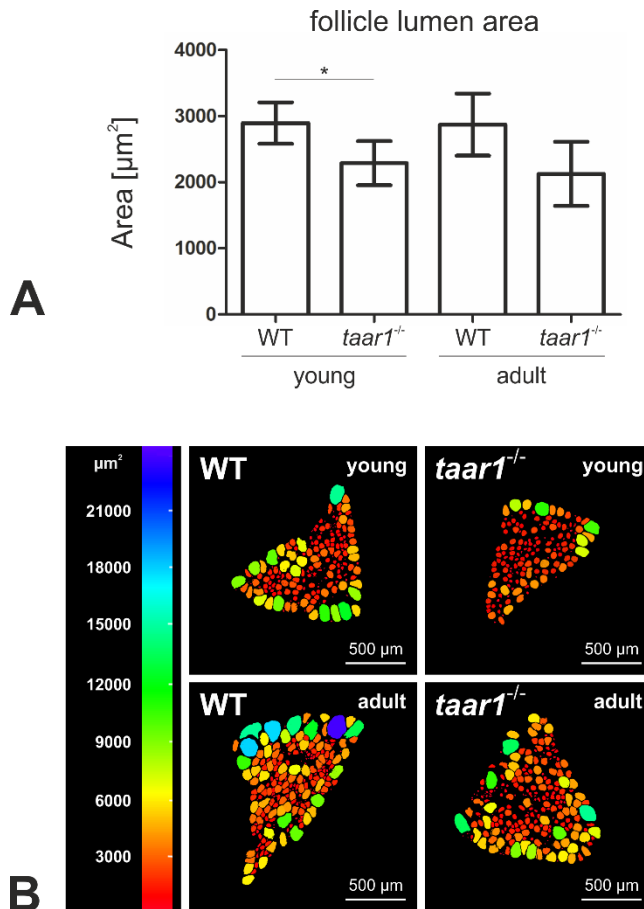 follicle lumen area
Area [µm²]
4000
3000
2000
1000
0
*
WT taar1-/- WT taar1-/-
young adult
A
µm²
21000
18000
15000
12000
9000
6000
3000
WT young
500 µm
taar1-/- young
500 µm
WT adult
500 µm
taar1-/- adult
500 µm
B